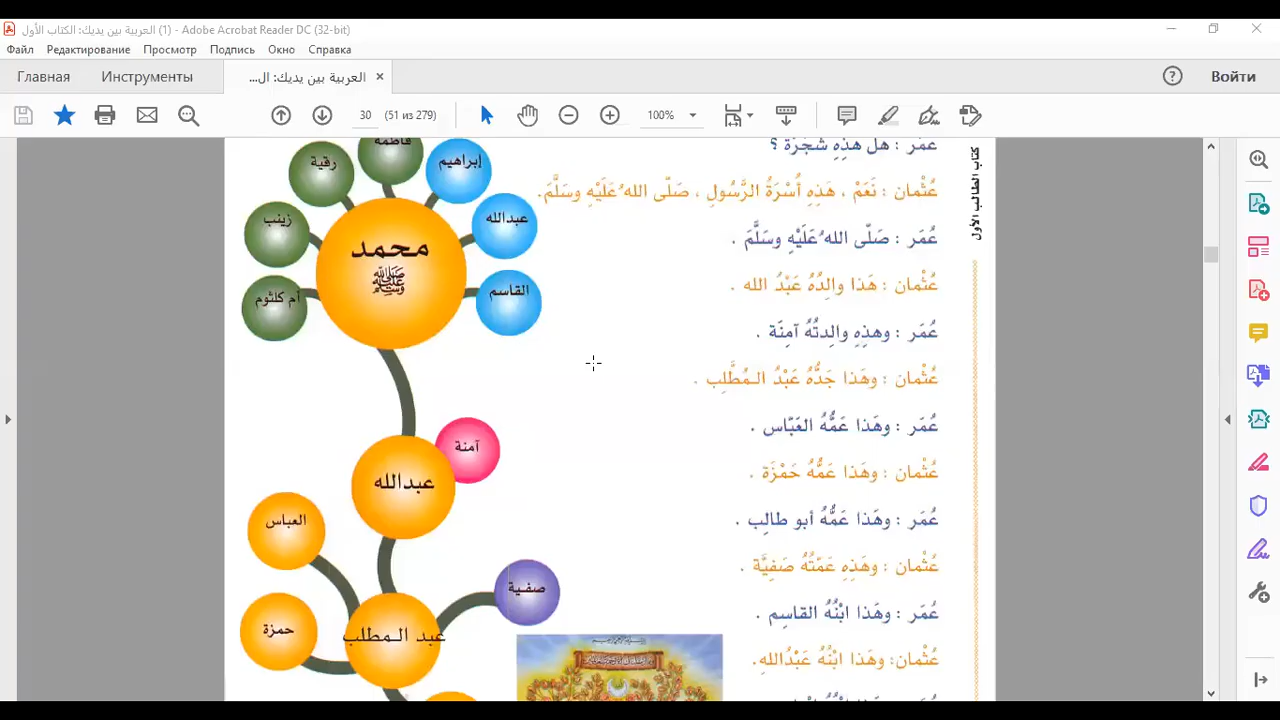 العربية بين يديك: الكتاب الأول (1) - Adobe Acrobat Reader DC (32-bit)
Файл Редактирование Просмотр Подпись Окно Справка
Главная Инструменты العربية بين يديك: ال... × Войти
30 (51 из 279) 100%
كتاب الطالب الأول
عُمَر : هَل هَذِهِ شَجَرَة ؟
عُثْمان : نَعَمْ ، هَذِهِ أُسْرَةُ الرَّسُولِ ، صَلّى اللهُ عَلَيْهِ وسَلَّمَ.
عُمَر : صَلّى اللهُ عَلَيْهِ وسَلَّمَ .
عُثْمان : هَذا والِدُهُ عَبْدُ الله .
عُمَر : وهذِهِ والِدتُهُ آمِنَة .
عُثْمان : وهَذا جَدُّهُ عَبْدُ الـمُطَّلِب .
عُمَر : وهَذا عَمُّهُ العَبّاس .
عُثْمان : وهَذا عَمُّهُ حَمْزَة .
عُمَر : وهَذا عَمُّهُ أبو طالِب .
عُثْمان : وهَذِهِ عَمّتُهُ صَفيَّة .
عُمَر : وهَذا ابْنُهُ القاسِم .
عُثْمان: وهَذا ابْنُهُ عَبْدُاللهِ.
فاطمة
إبراهيم
رقية
عبدالله
زينب
محمد
ﷺ
القاسم
أم كلثوم
آمنة
عبدالله
العباس
صفية
حمزة
عبد الـمطلب